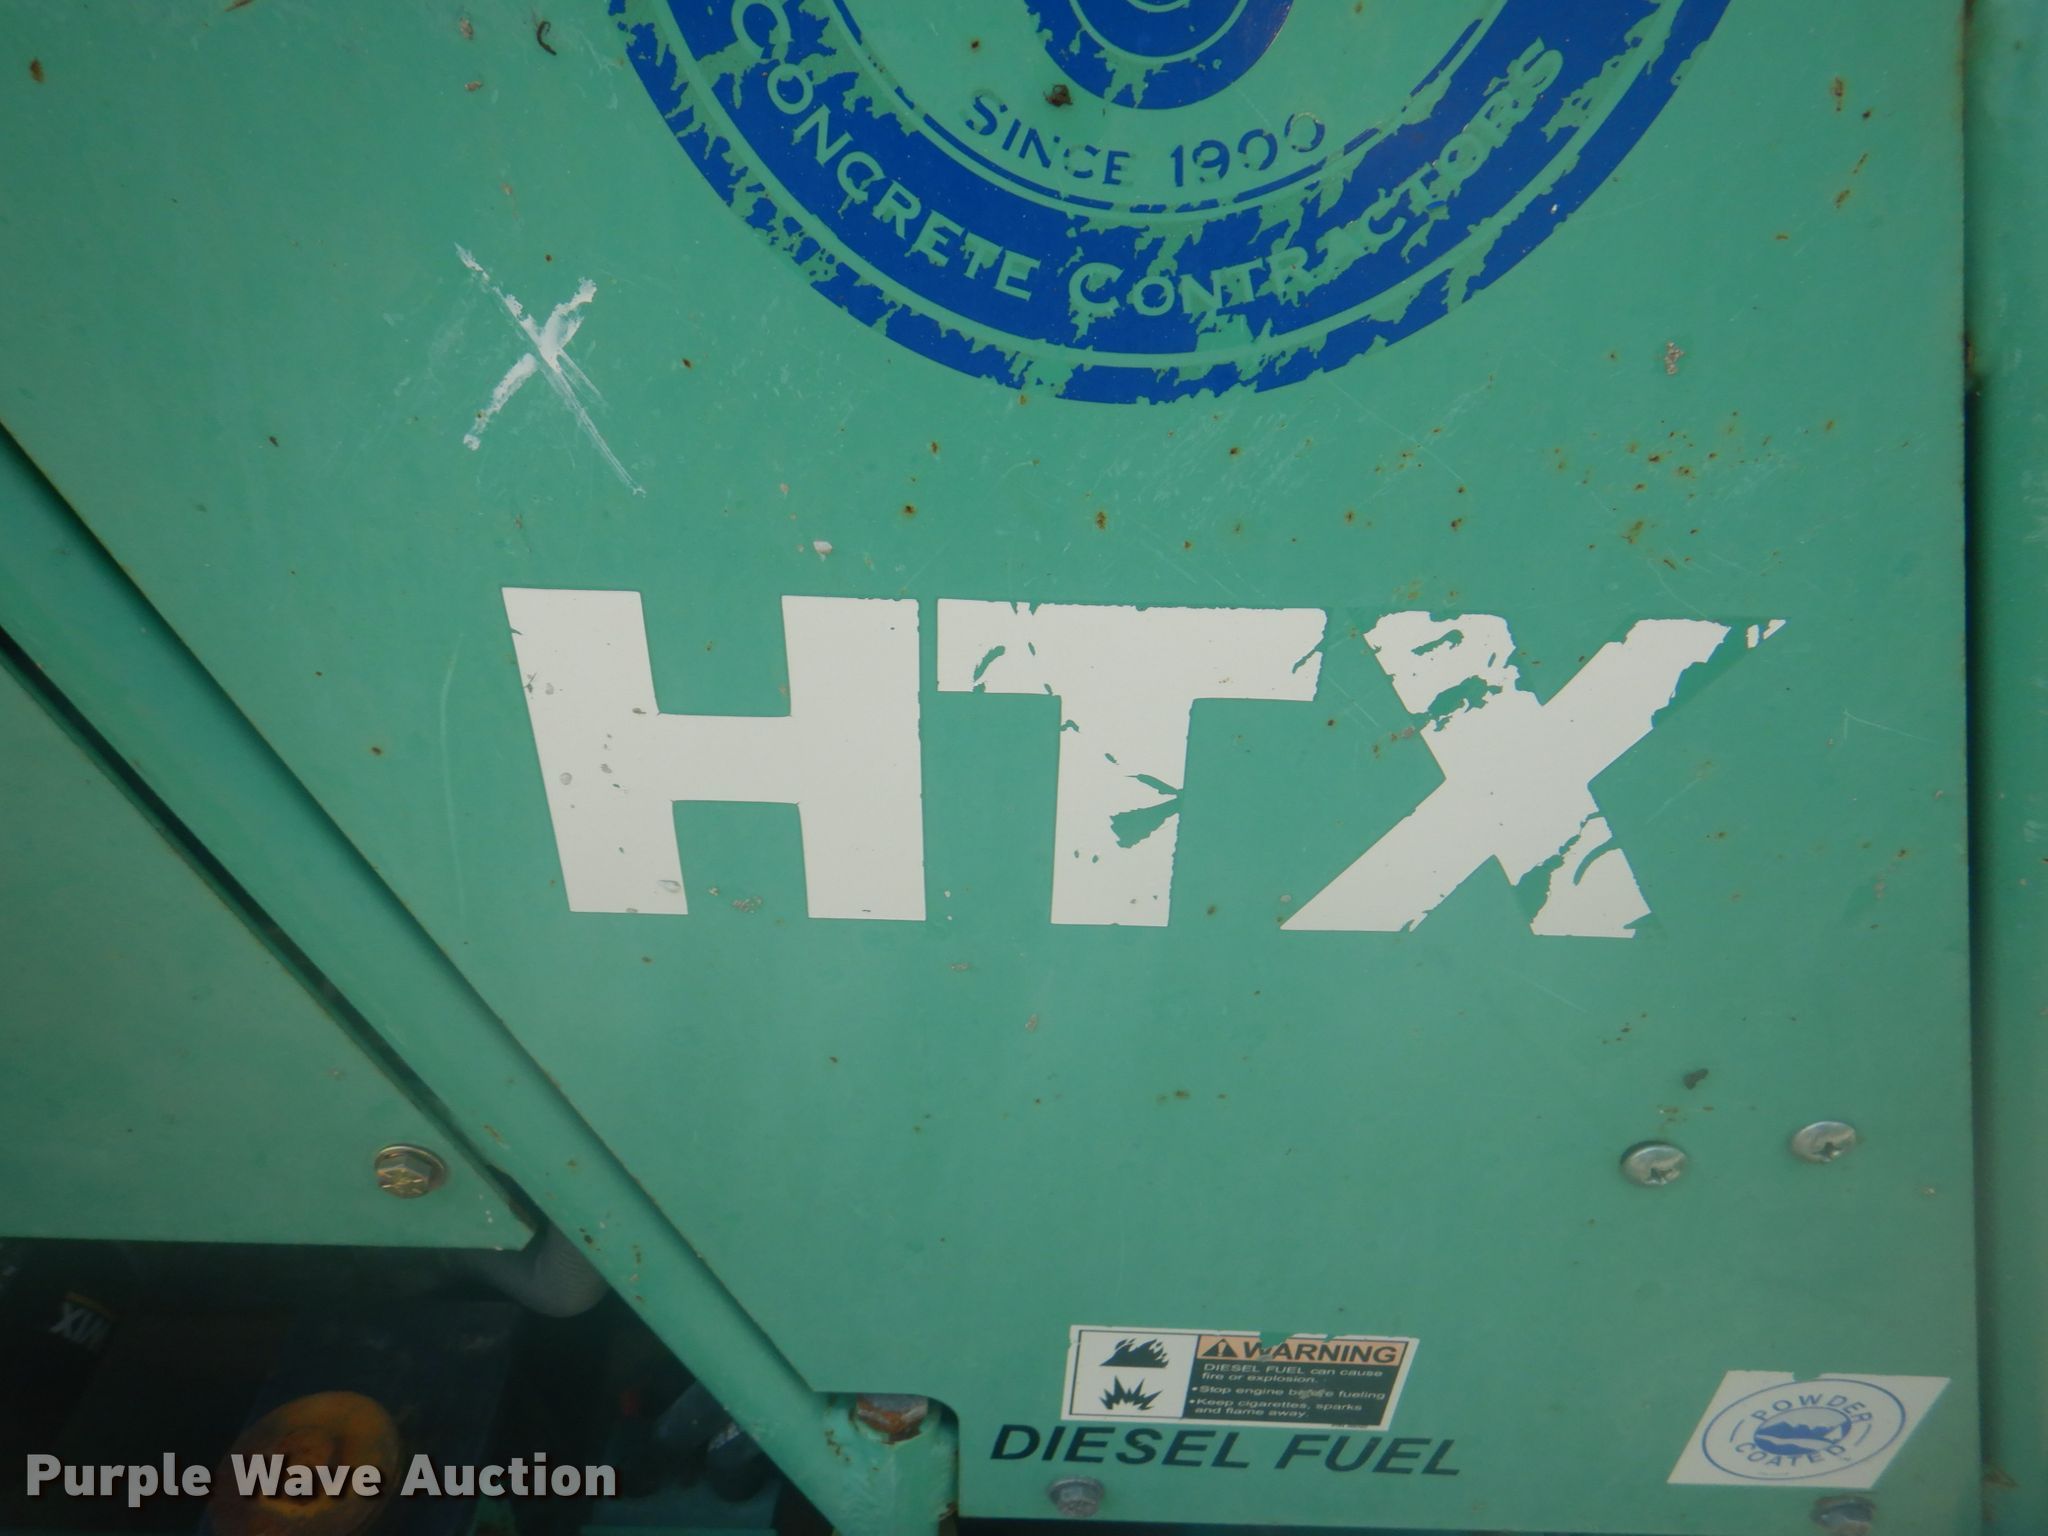 SINCE 1900
CONCRETE CONTRACTORS
HTX
WIX
WARNING
DIESEL FUEL can cause
fire or explosion.
•Stop engine before fueling
•Keep cigarettes, sparks
and flame away.
DIESEL FUEL
POWDER
COATED
Purple Wave Auction